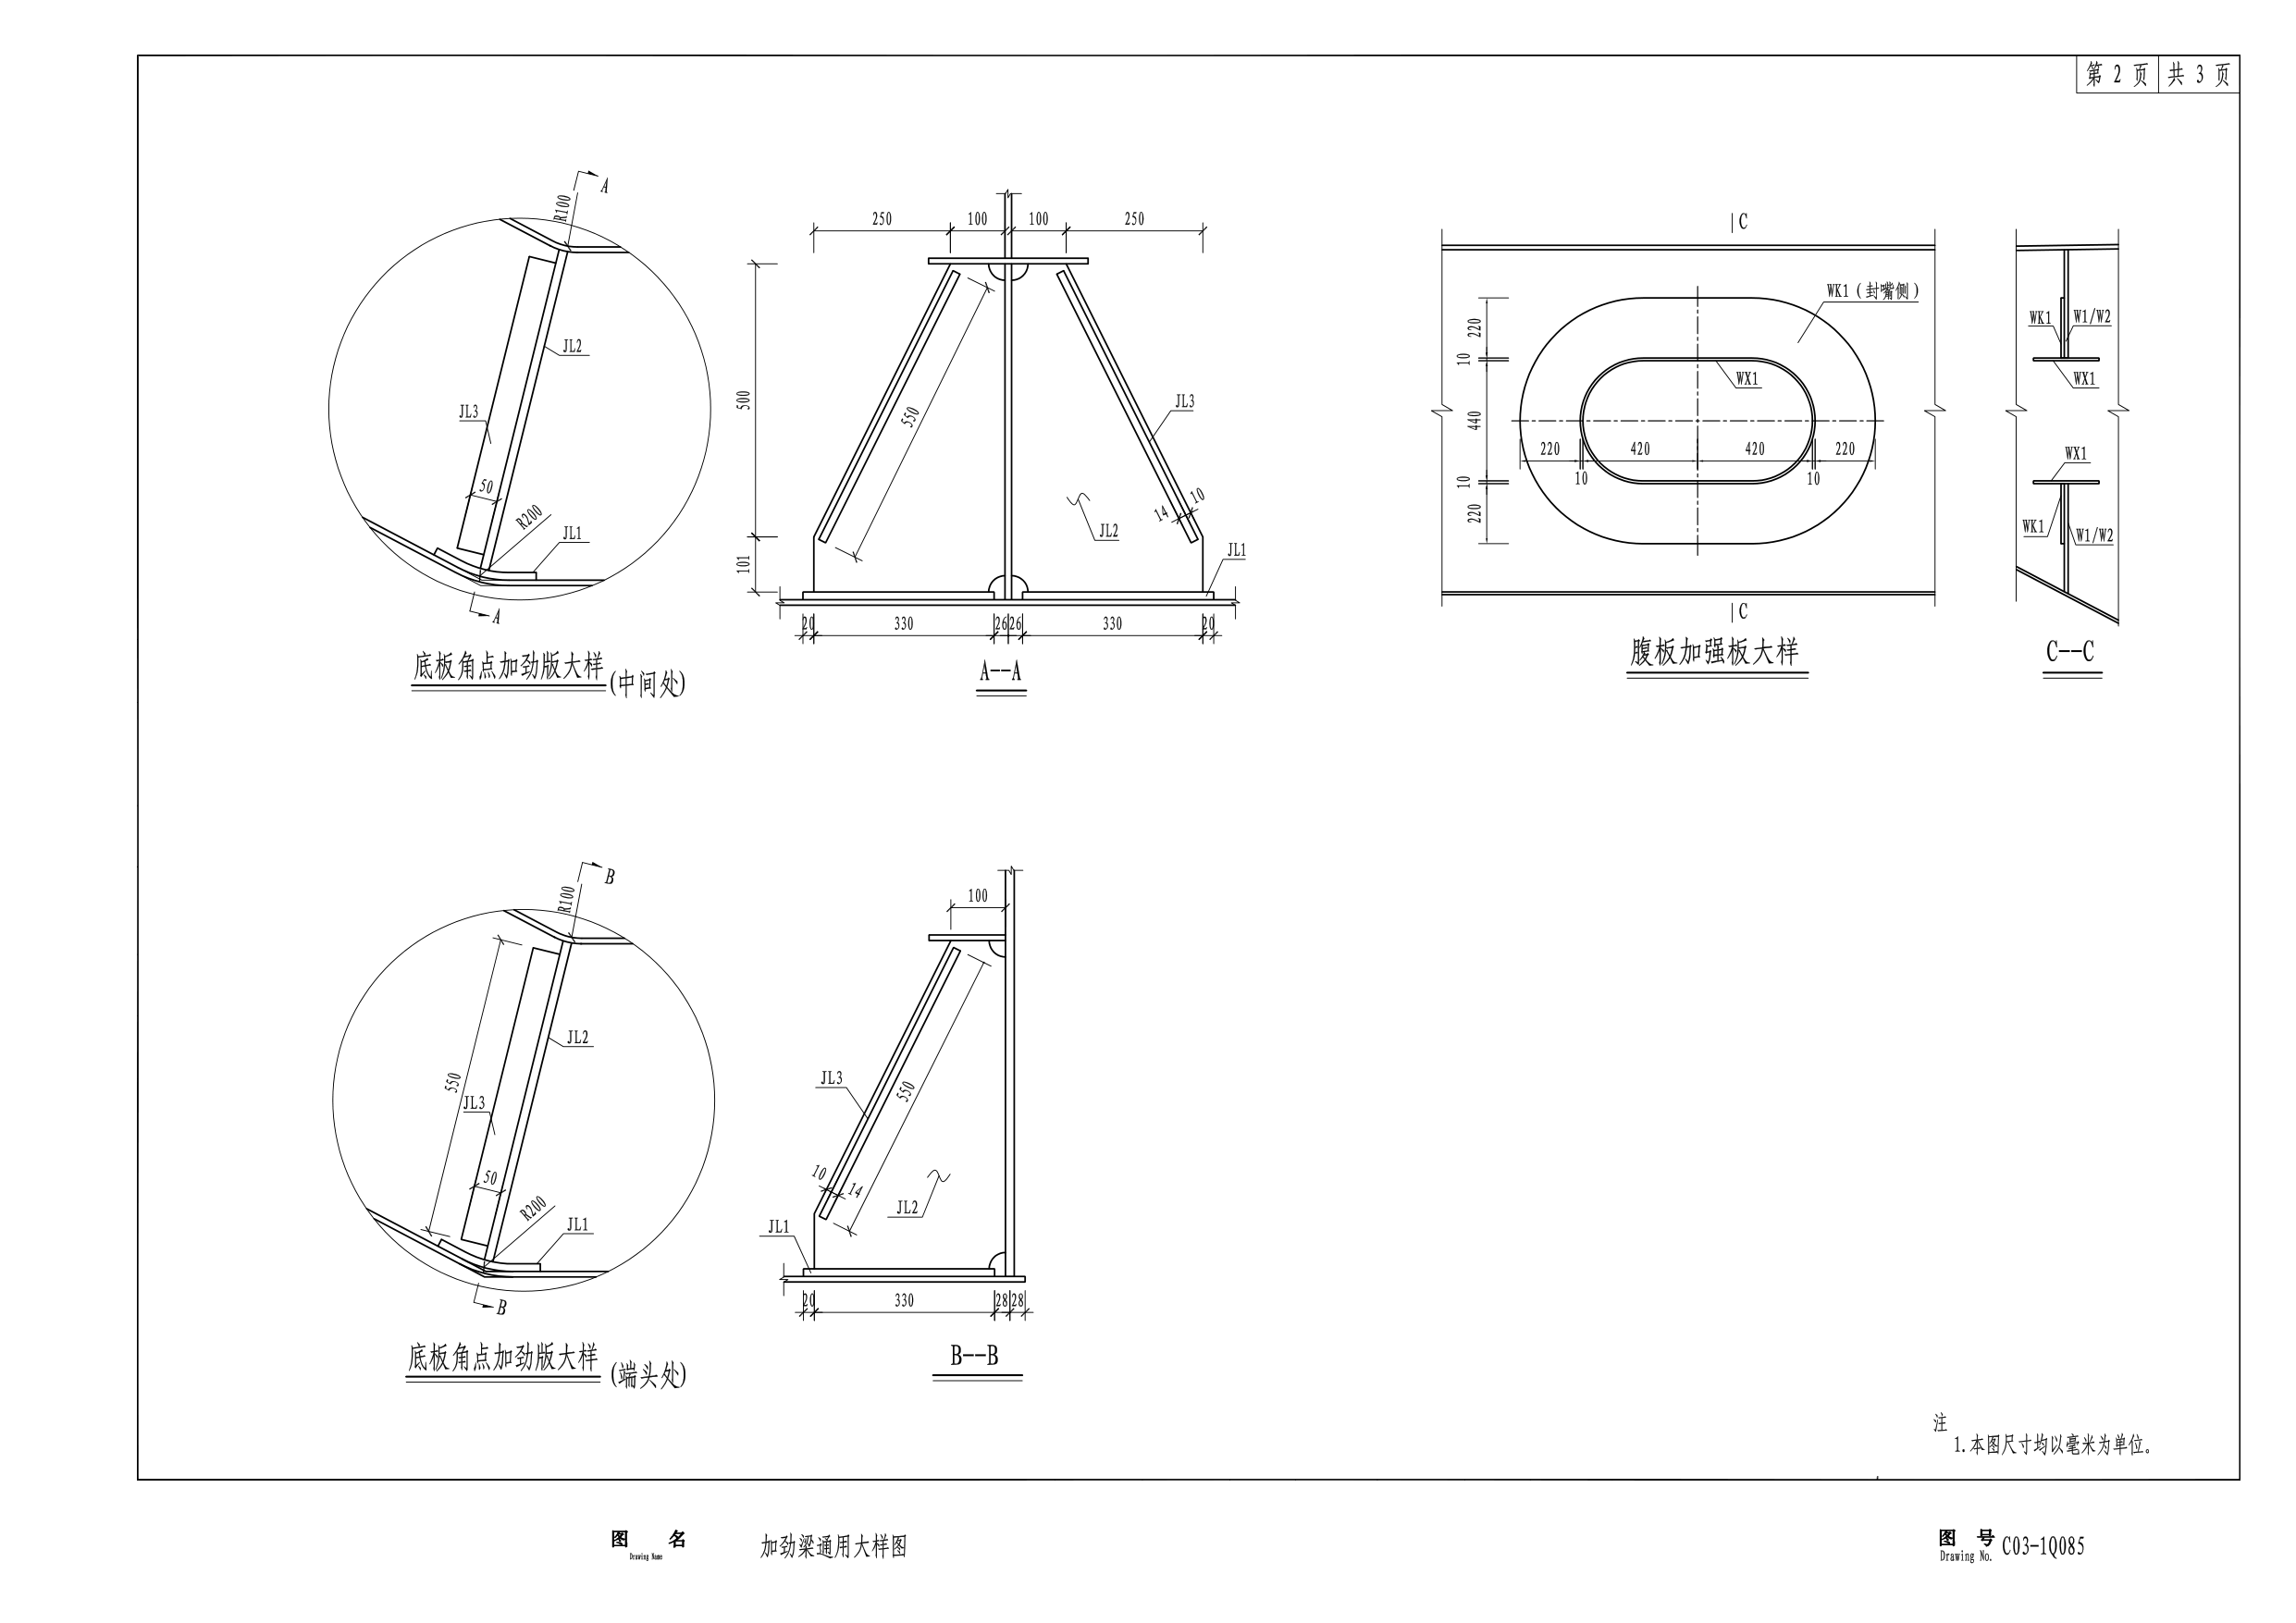 第 2 页 共 3 页
A
R100
JL2
JL3
50
R200
JL1
A
底板角点加劲版大样(中间处)
250 100 100 250
500
550
JL3
14 10
JL2
101
JL1
20 330 26 26 330 20
A--A
C
WK1(封嘴侧)
220
10
WX1
440
220 420 420 220
10 10
10
220
C
腹板加强板大样
WK1 W1/W2
WX1
WX1
WK1
W1/W2
C--C
B
R100
JL2
550
JL3
50
R200
JL1
B
底板角点加劲版大样(端头处)
100
JL3
550
10
14
JL2
JL1
20 330 28 28
B--B
注
1.本图尺寸均以毫米为单位。
图 名
Drawing Name
加劲梁通用大样图
图 号
Drawing No.
C03-1Q085